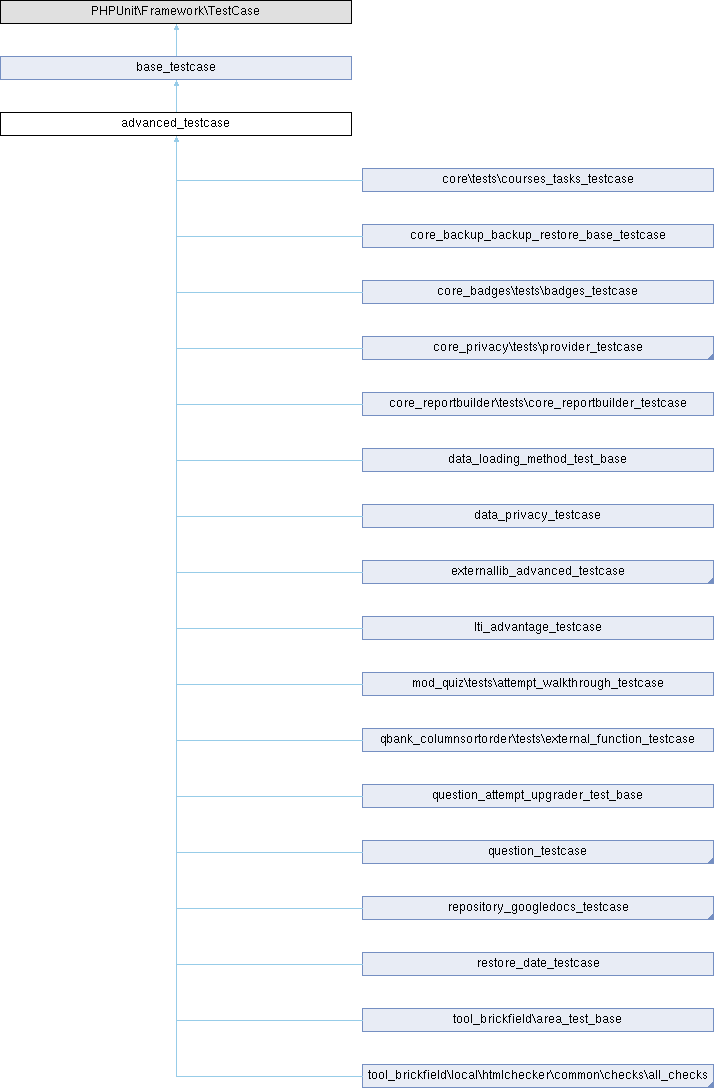 PHPUnit\Framework\TestCase
base_testcase
advanced_testcase
core\tests\courses_tasks_testcase
core_backup_backup_restore_base_testcase
core_badges\tests\badges_testcase
core_privacy\tests\provider_testcase
core_reportbuilder\tests\core_reportbuilder_testcase
data_loading_method_test_base
data_privacy_testcase
externallib_advanced_testcase
lti_advantage_testcase
mod_quiz\tests\attempt_walkthrough_testcase
qbank_columnsortorder\tests\external_function_testcase
question_attempt_upgrader_test_base
question_testcase
repository_googledocs_testcase
restore_date_testcase
tool_brickfield\area_test_base
tool_brickfield\local\htmlchecker\common\checks\all_checks